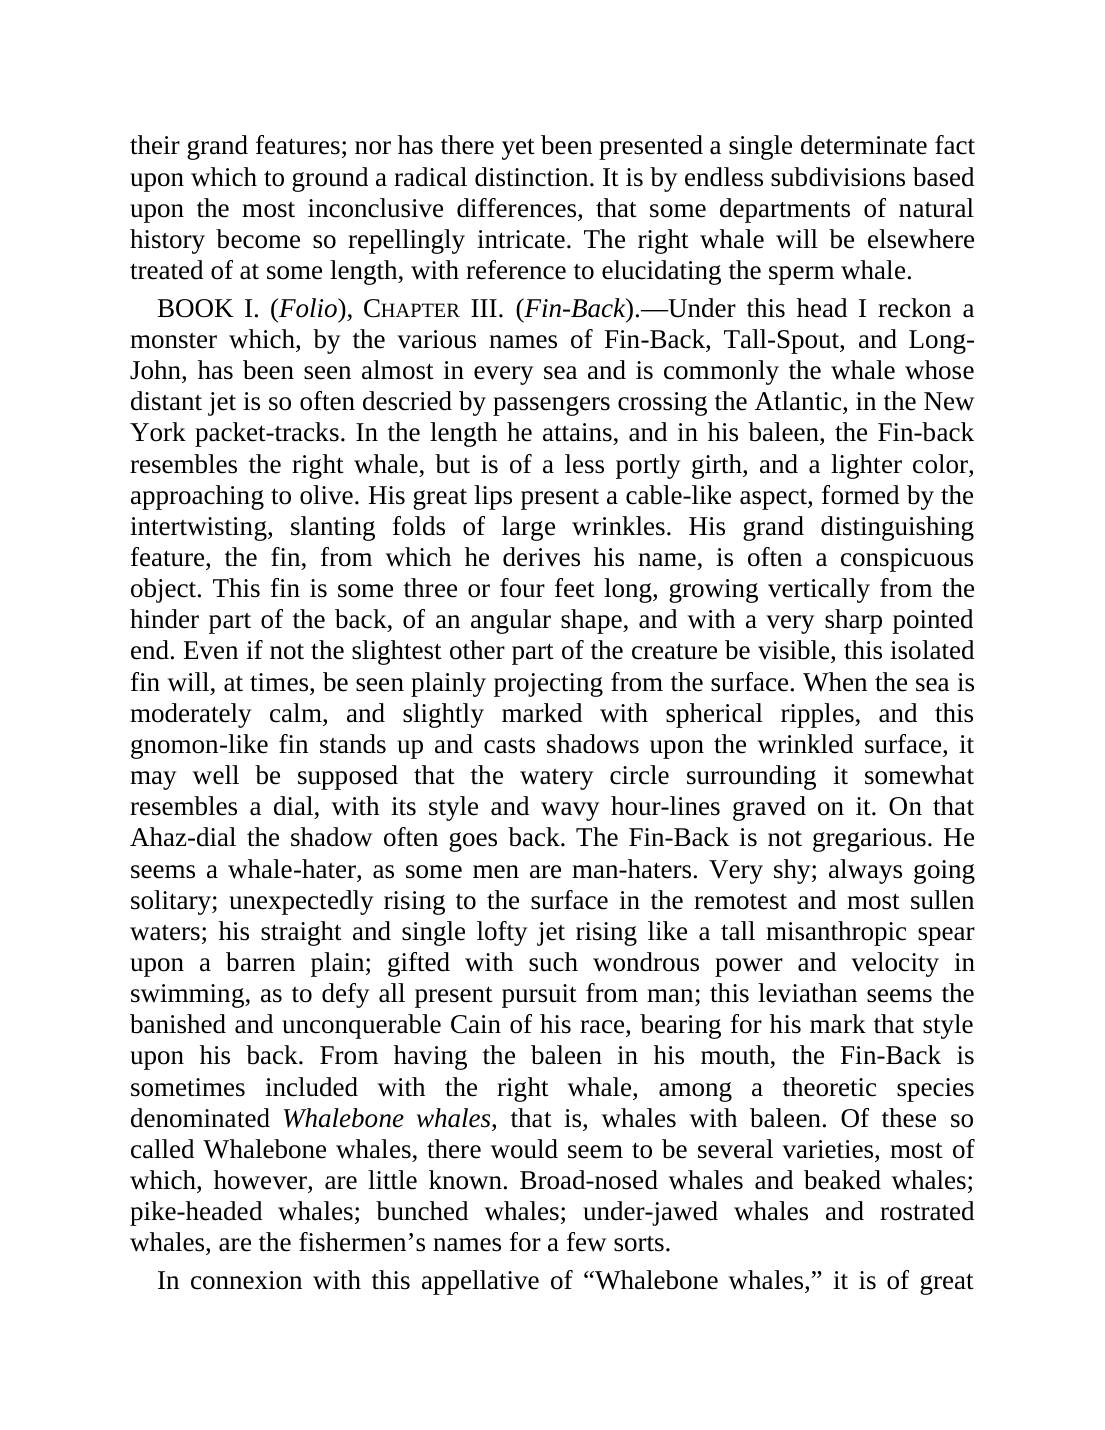 their grand features; nor has there yet been presented a single determinate fact
upon which to ground a radical distinction. It is by endless subdivisions based
upon the most inconclusive differences, that some departments of natural
history become so repellingly intricate. The right whale will be elsewhere
treated of at some length, with reference to elucidating the sperm whale.
BOOK I. (Folio), CHAPTER III. (Fin-Back).—Under this head I reckon a
monster which, by the various names of Fin-Back, Tall-Spout, and Long-
John, has been seen almost in every sea and is commonly the whale whose
distant jet is so often descried by passengers crossing the Atlantic, in the New
York packet-tracks. In the length he attains, and in his baleen, the Fin-back
resembles the right whale, but is of a less portly girth, and a lighter color,
approaching to olive. His great lips present a cable-like aspect, formed by the
intertwisting, slanting folds of large wrinkles. His grand distinguishing
feature, the fin, from which he derives his name, is often a conspicuous
object. This fin is some three or four feet long, growing vertically from the
hinder part of the back, of an angular shape, and with a very sharp pointed
end. Even if not the slightest other part of the creature be visible, this isolated
fin will, at times, be seen plainly projecting from the surface. When the sea is
moderately calm, and slightly marked with spherical ripples, and this
gnomon-like fin stands up and casts shadows upon the wrinkled surface, it
may well be supposed that the watery circle surrounding it somewhat
resembles a dial, with its style and wavy hour-lines graved on it. On that
Ahaz-dial the shadow often goes back. The Fin-Back is not gregarious. He
seems a whale-hater, as some men are man-haters. Very shy; always going
solitary; unexpectedly rising to the surface in the remotest and most sullen
waters; his straight and single lofty jet rising like a tall misanthropic spear
upon a barren plain; gifted with such wondrous power and velocity in
swimming, as to defy all present pursuit from man; this leviathan seems the
banished and unconquerable Cain of his race, bearing for his mark that style
upon his back. From having the baleen in his mouth, the Fin-Back is
sometimes included with the right whale, among a theoretic species
denominated Whalebone whales, that is, whales with baleen. Of these so
called Whalebone whales, there would seem to be several varieties, most of
which, however, are little known. Broad-nosed whales and beaked whales;
pike-headed whales; bunched whales; under-jawed whales and rostrated
whales, are the fishermen’s names for a few sorts.
In connexion with this appellative of “Whalebone whales,” it is of great